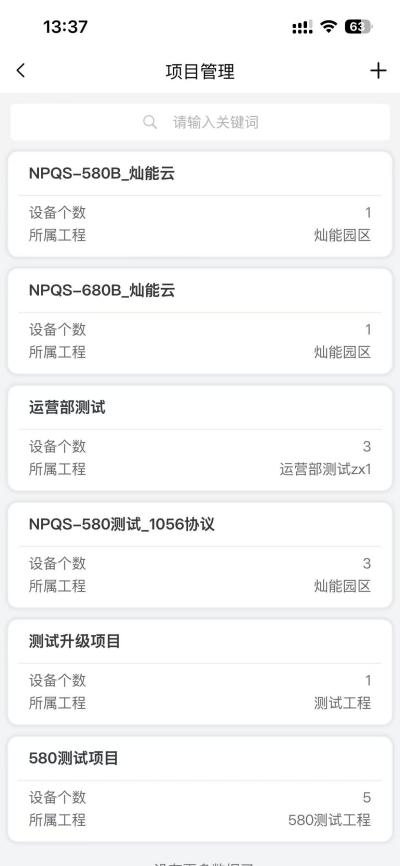 13:37
63
项目管理
请输入关键词
NPQS-580B_灿能云
设备个数 1
所属工程 灿能园区
NPQS-680B_灿能云
设备个数 1
所属工程 灿能园区
运营部测试
设备个数 3
所属工程 运营部测试zx1
NPQS-580测试_1056协议
设备个数 3
所属工程 灿能园区
测试升级项目
设备个数 1
所属工程 测试工程
580测试项目
设备个数 5
所属工程 580测试工程